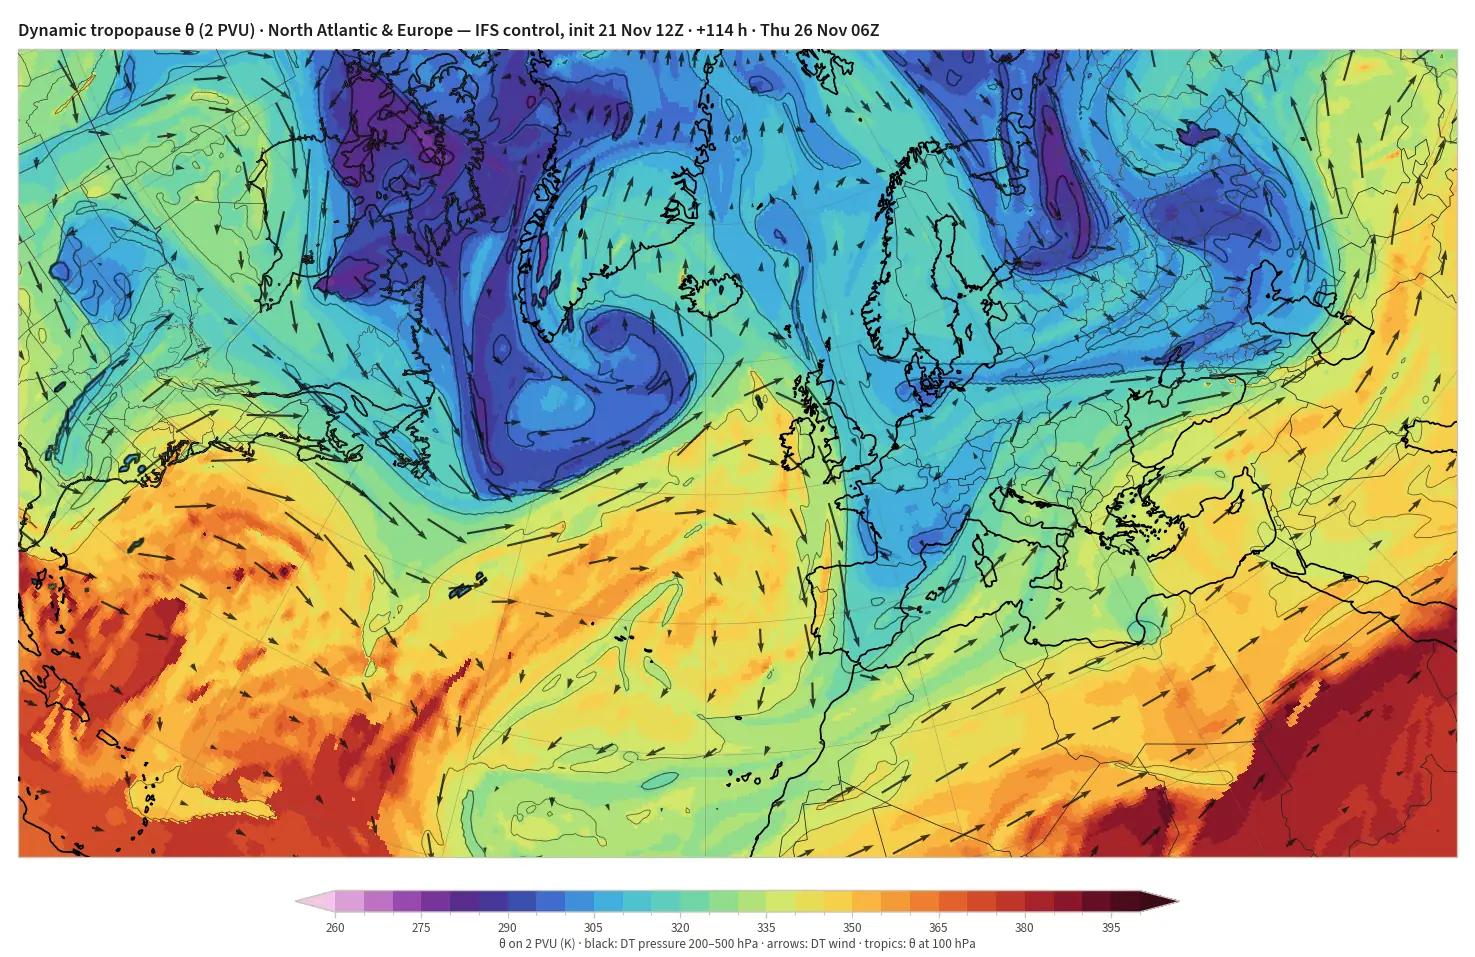 Dynamic tropopause θ (2 PVU) · North Atlantic & Europe — IFS control, init 21 Nov 12Z · +114 h · Thu 26 Nov 06Z
260 275 290 305 320 335 350 365 380 395
θ on 2 PVU (K) · black: DT pressure 200–500 hPa · arrows: DT wind · tropics: θ at 100 hPa